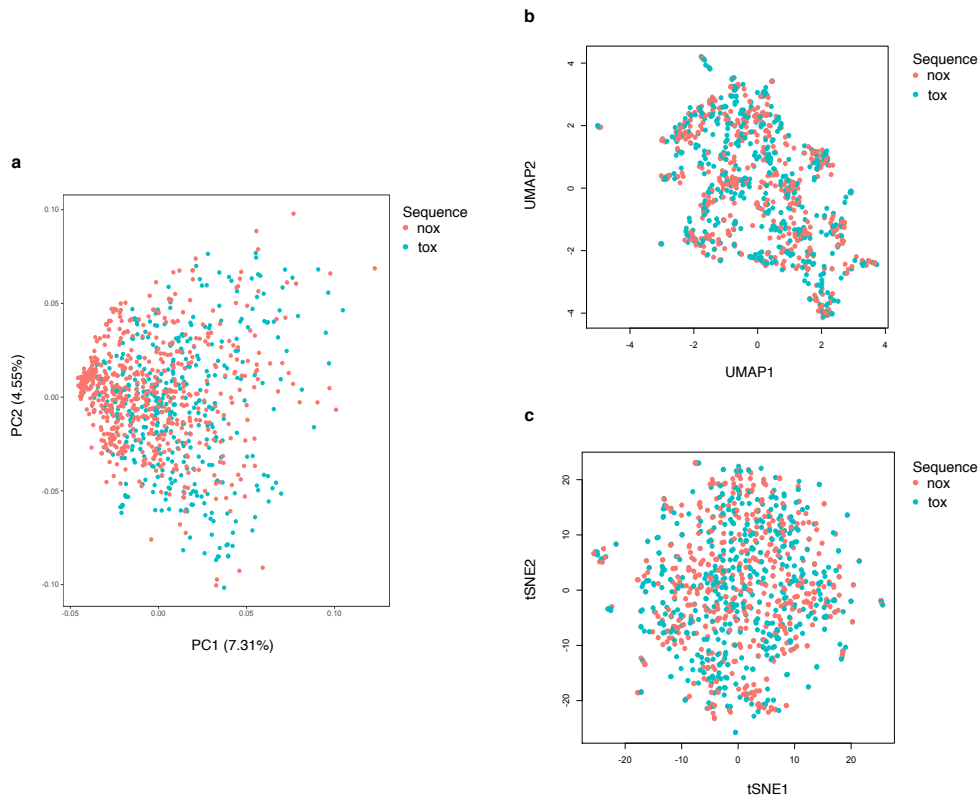 a
Sequence
nox
tox
0.10
0.05
0.00
-0.05
-0.10
-0.05
0.00
0.05
0.10
PC2 (4.55%)
PC1 (7.31%)
b
Sequence
nox
tox
4
2
0
-2
-4
-4
-2
0
2
4
UMAP2
UMAP1
c
Sequence
nox
tox
20
10
0
-10
-20
-20
-10
0
10
20
tSNE2
tSNE1